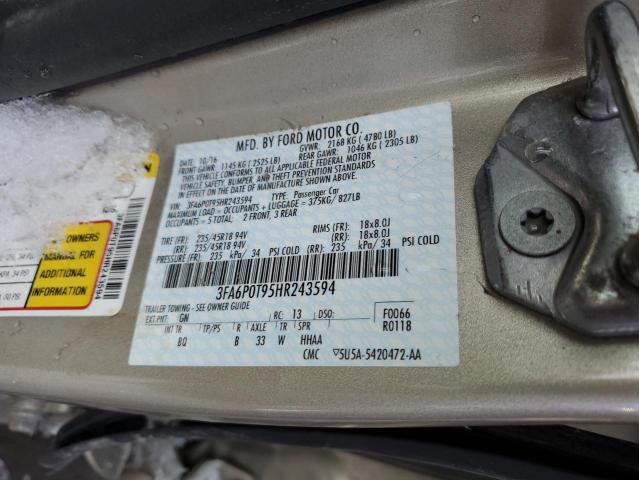 MFD. BY FORD MOTOR CO.
DATE: 10/16 GVWR: 2168 KG ( 4780 LB)
FRONT GAWR: 1145 KG ( 2525 LB) REAR GAWR: 1046 KG ( 2305 LB)
THIS VEHICLE CONFORMS TO ALL APPLICABLE FEDERAL MOTOR
VEHICLE SAFETY, BUMPER, AND THEFT PREVENTION STANDARDS
IN EFFECT ON THE DATE OF MANUFACTURE SHOWN ABOVE.
VIN: 3FA6P0T95HR243594 TYPE: Passenger Car
MAXIMUM LOAD = OCCUPANTS + LUGGAGE = 375KG/ 827LB
OCCUPANTS = 5 TOTAL: 2 FRONT, 3 REAR
TIRE (FR): 235/45R18 94V RIMS (FR): 18x8.0J
(RR): 235/45R18 94V (RR): 18x8.0J
PRESSURE(FR): 235 kPa/ 34 PSI COLD (RR): 235 kPa/ 34 PSI COLD
3FA6P0T95HR243594
TRAILER TOWING - SEE OWNER GUIDE
EXT PNT: GN RC: 13 DSO: F0066
INT TR TP/PS R AXLE TR SPR R0118
BQ B 33 W HHAA
CMC 5U5A-5420472-AA
OWNERS
MANUAL FOR
ADDITIONAL
INFORMATION
34 PSI